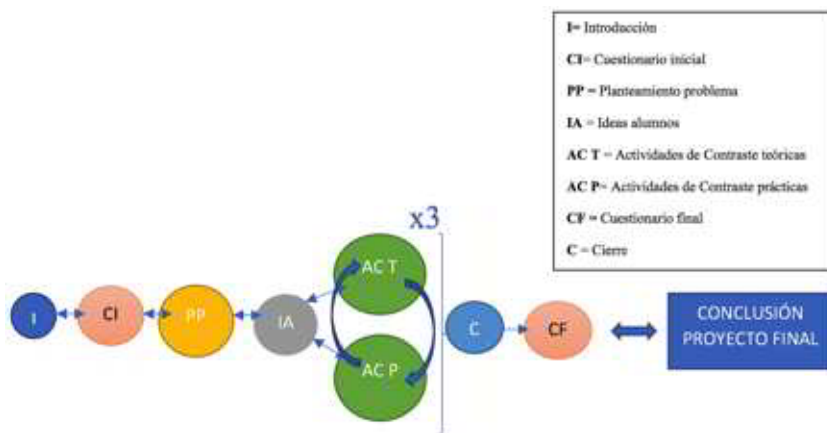 I= Introducción
CI= Cuestionario inicial
PP = Planteamiento problema
IA = Ideas alumnos
AC T = Actividades de Contraste teóricas
AC P= Actividades de Contraste prácticas
CF = Cuestionario final
C = Cierre
x3
I
CI
PP
IA
AC T
AC P
C
CF
CONCLUSIÓN
PROYECTO FINAL